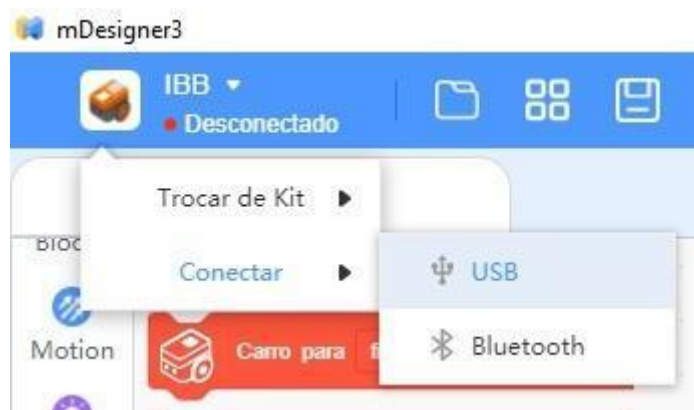 mDesigner3
IBB
Desconectado
Trocar de Kit
Conectar
USB
Bluetooth
Motion
Carro para